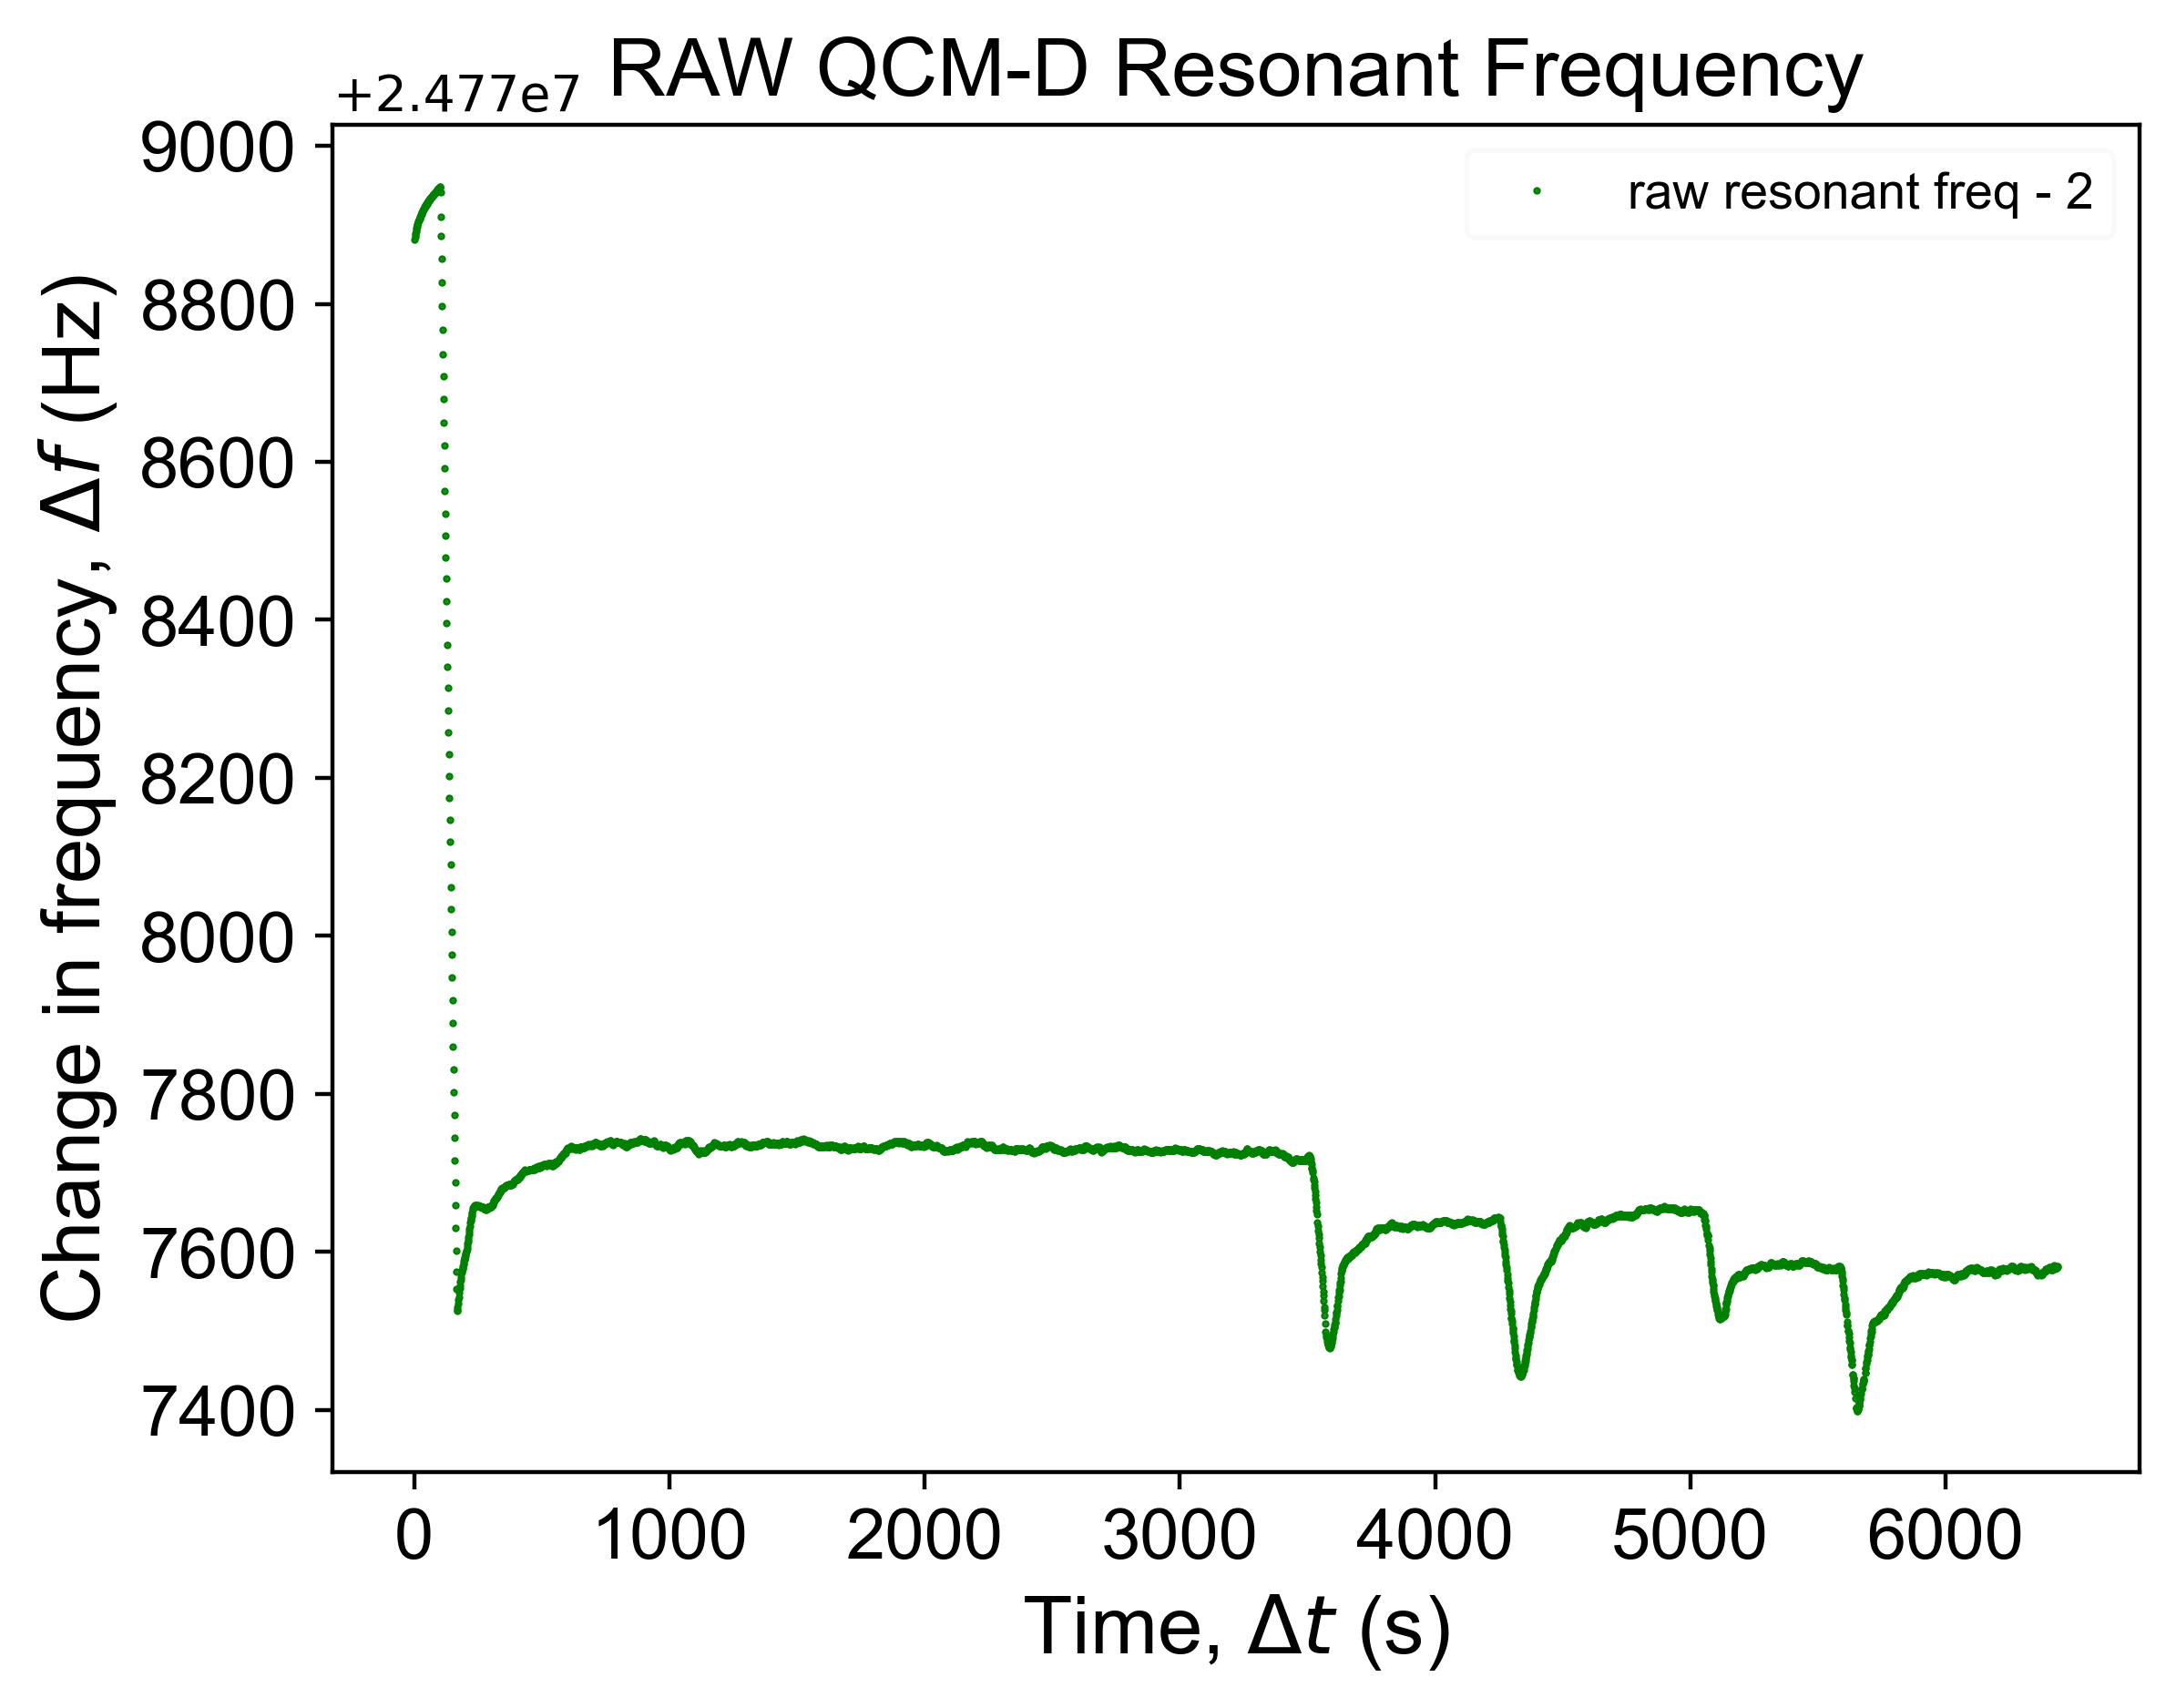 RAW QCM-D Resonant Frequency
+2.477e7
raw resonant freq - 2
Change in frequency, Δf (Hz)
9000
8800
8600
8400
8200
8000
7800
7600
7400
0 1000 2000 3000 4000 5000 6000
Time, Δt (s)